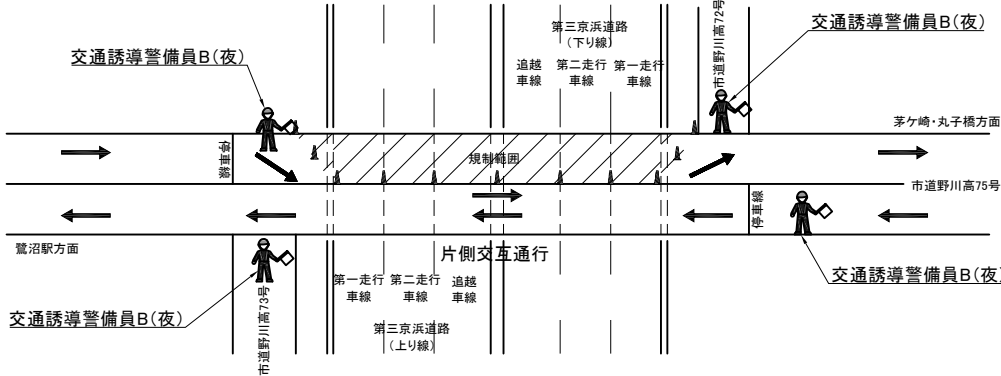 第三京浜道路
（下り線）
追越
車線
第二走行
車線
第一走行
車線
市道野川高72号
交通誘導警備員B（夜）
交通誘導警備員B（夜）
茅ケ崎・丸子橋方面
停車線
規制範囲
市道野川高75号
停車線
鷺沼駅方面
片側交互通行
交通誘導警備員B（夜）
第一走行
車線
第二走行
車線
追越
車線
第三京浜道路
（上り線）
市道野川高73号
交通誘導警備員B（夜）